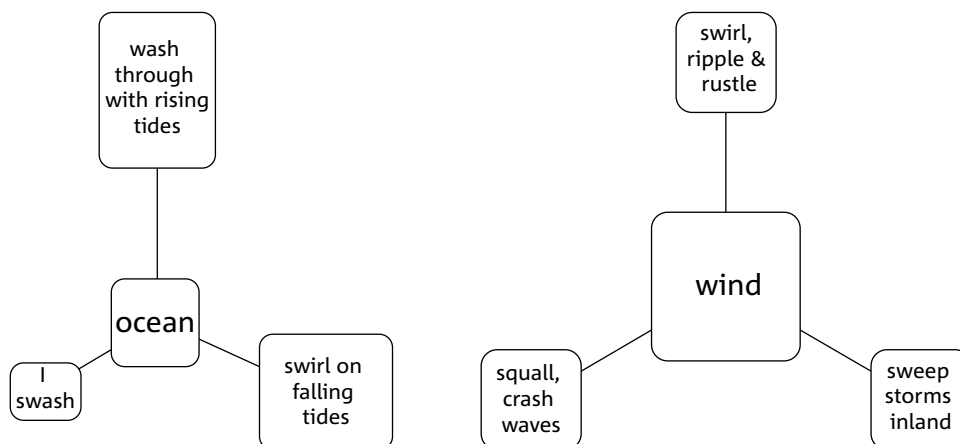 wash
through
with rising
tides
ocean
I
swash
swirl on
falling
tides
swirl,
ripple &
rustle
wind
squall,
crash
waves
sweep
storms
inland